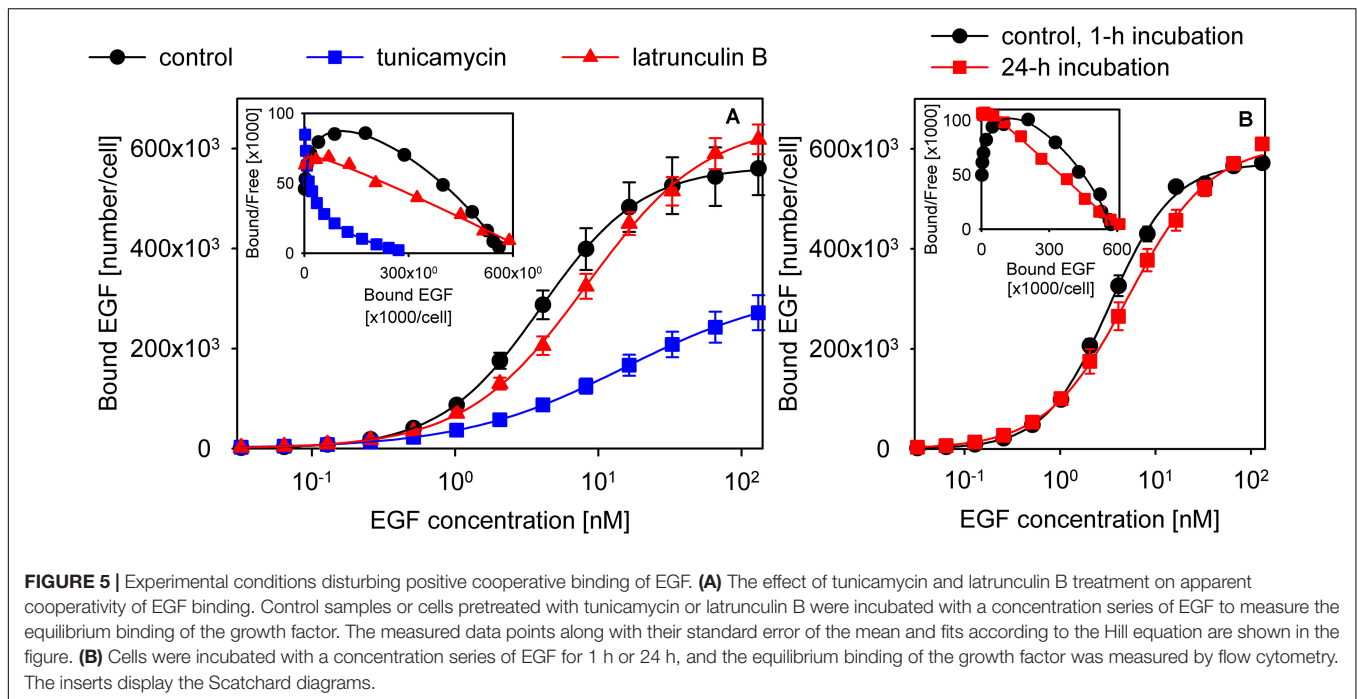 control
tunicamycin
latrunculin B
control, 1-h incubation
24-h incubation
A
600x10³
400x10³
200x10³
0
Bound EGF [number/cell]
10⁻¹
10⁰
10¹
10²
EGF concentration [nM]
100
50
0
Bound/Free [x1000]
0
300x10⁰
600x10⁰
Bound EGF
[x1000/cell]
B
600x10³
400x10³
200x10³
0
Bound EGF [number/cell]
10⁻¹
10⁰
10¹
10²
EGF concentration [nM]
100
50
0
Bound/Free [x1000]
0
300
600
Bound EGF
[x1000/cell]
FIGURE 5 | Experimental conditions disturbing positive cooperative binding of EGF. (A) The effect of tunicamycin and latrunculin B treatment on apparent
cooperativity of EGF binding. Control samples or cells pretreated with tunicamycin or latrunculin B were incubated with a concentration series of EGF to measure the
equilibrium binding of the growth factor. The measured data points along with their standard error of the mean and fits according to the Hill equation are shown in the
figure. (B) Cells were incubated with a concentration series of EGF for 1 h or 24 h, and the equilibrium binding of the growth factor was measured by flow cytometry.
The inserts display the Scatchard diagrams.